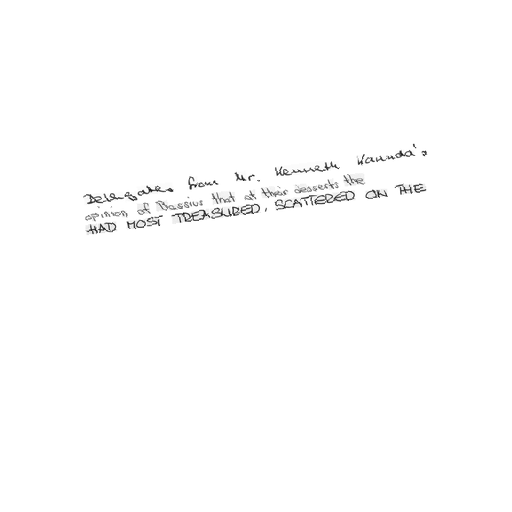 Delegates from Mr. Kenneth Kaunda's
opinion of Bassius that at their desserts the
HAD MOST TREASURED, SCATTERED ON THE